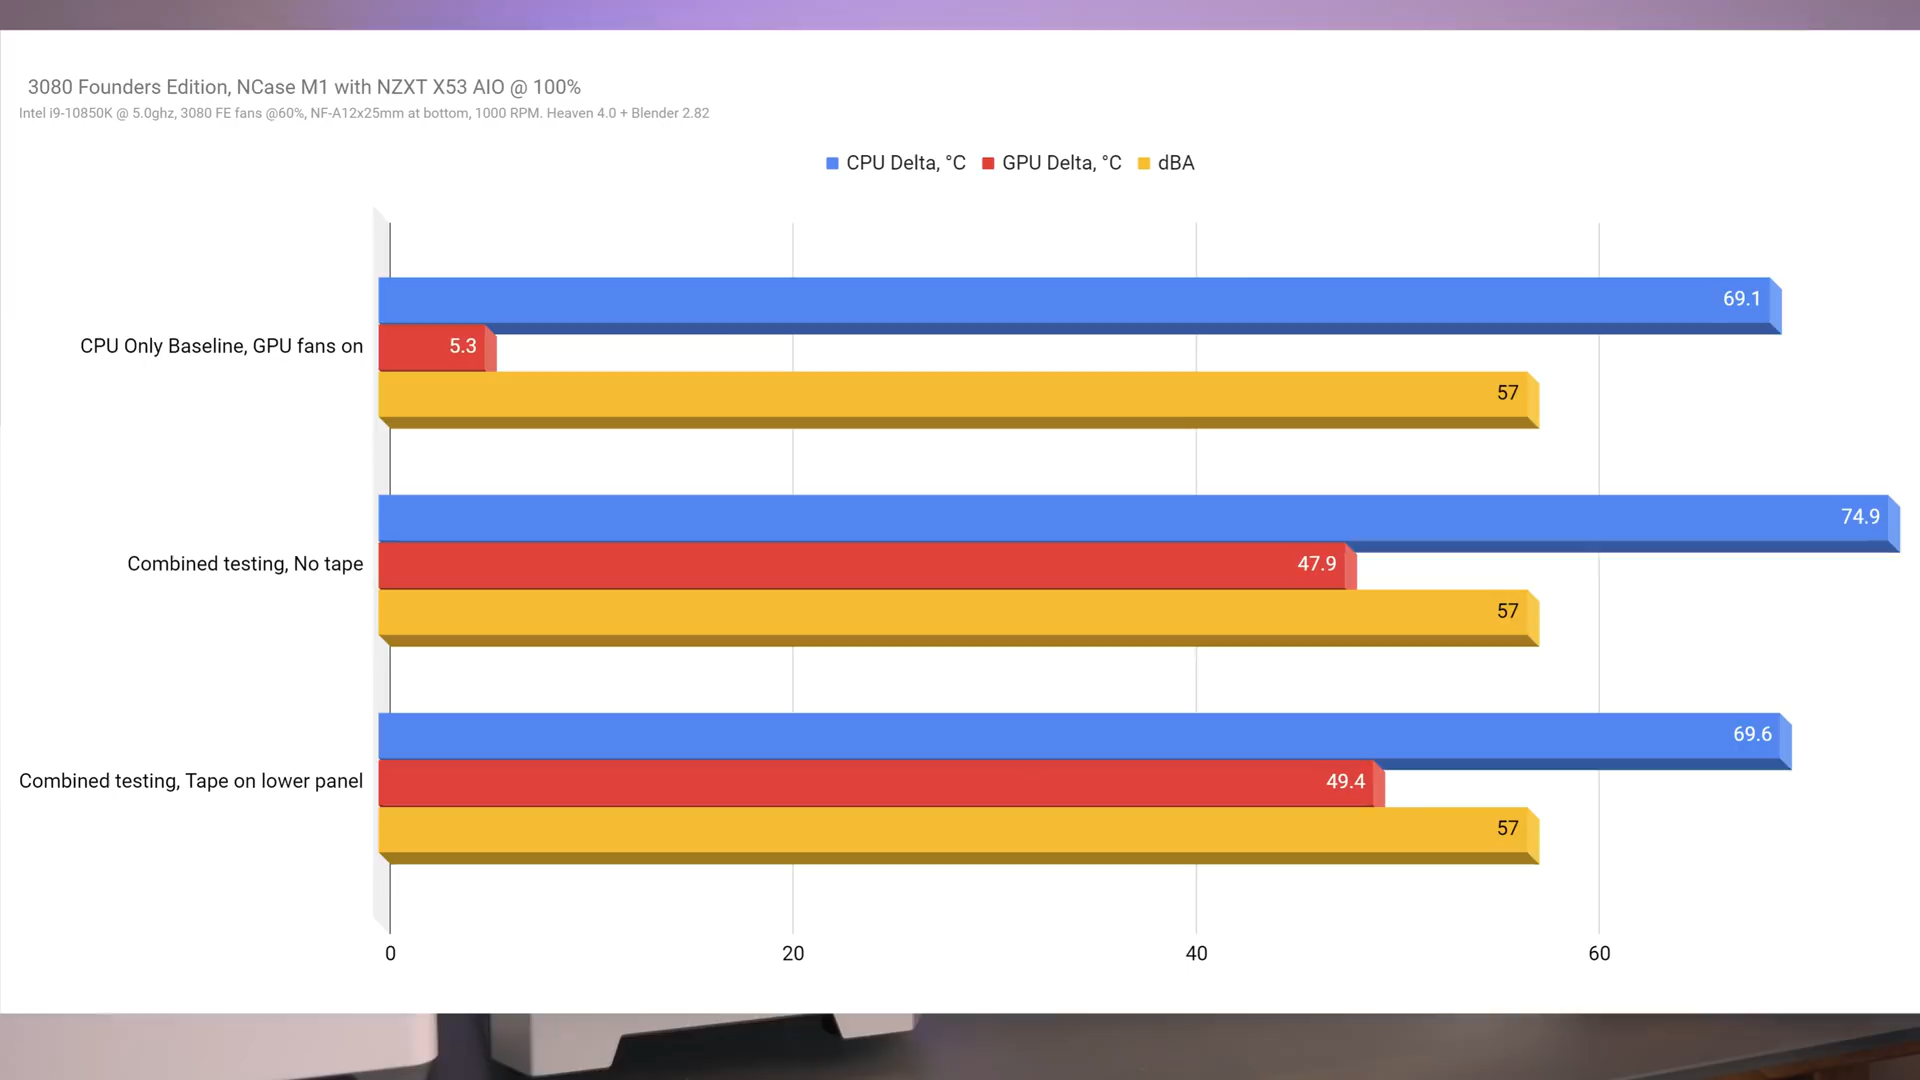 3080 Founders Edition, NCase M1 with NZXT X53 AIO @ 100%
Intel i9-10850K @ 5.0ghz, 3080 FE fans @60%, NF-A12x25mm at bottom, 1000 RPM. Heaven 4.0 + Blender 2.82
CPU Delta, °C GPU Delta, °C dBA
69.1
CPU Only Baseline, GPU fans on 5.3
57
74.9
Combined testing, No tape 47.9
57
69.6
Combined testing, Tape on lower panel 49.4
57
0 20 40 60